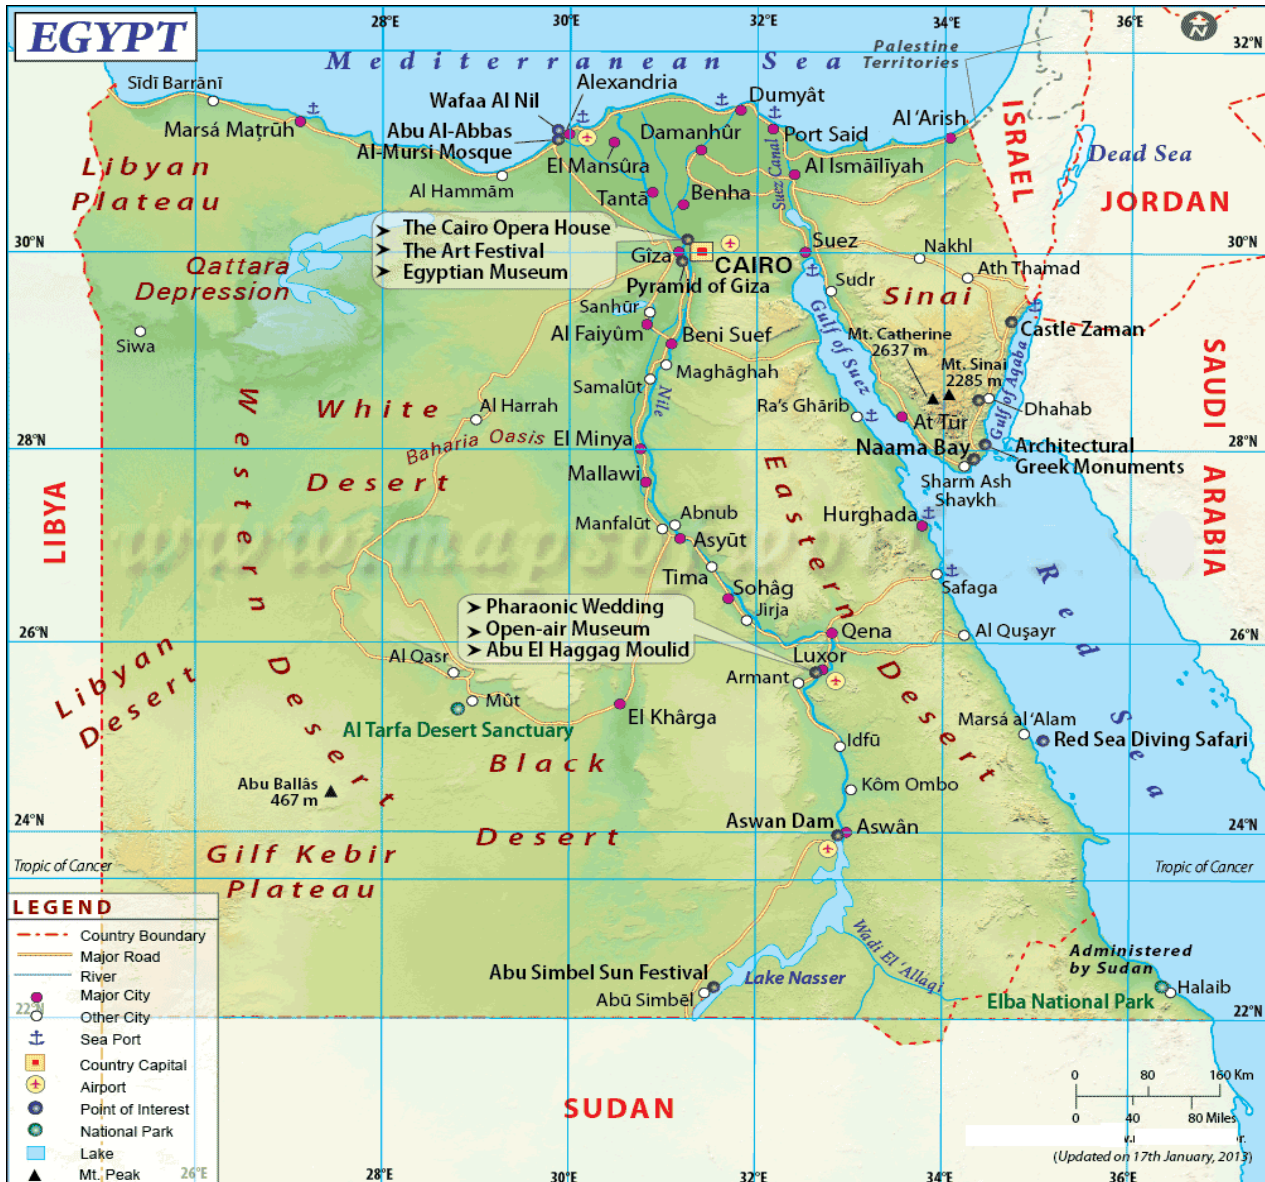 EGYPT
28°E
30°E
32°E
34°E
36°E
N
32°N
Mediterranean Sea
Palestine
Territories
Sīdī Barrānī
Marsá Maṭrūh
Wafaa Al Nil
Alexandria
Abu Al-Abbas
Al-Mursi Mosque
Dumyât
Damanhûr
Port Said
Al ‘Arish
ISRAEL
Dead Sea
JORDAN
Libyan
Plateau
El Mansûra
Al Ismāīlīyah
Al Hammām
Tantā
Benha
Suez Canal
The Cairo Opera House
The Art Festival
Egyptian Museum
30°N
30°N
Gîza
CAIRO
Suez
Nakhl
Ath Thamad
Qattara
Depression
Pyramid of Giza
Sudr
Sinai
Sanhūr
Al Faiyûm
Beni Suef
Gulf of Suez
Mt. Catherine
2637 m
Castle Zaman
Siwa
Mt. Sinai
2285 m
Gulf of Aqaba
SAUDI ARABIA
Maghāghah
Samalūt
Nile
White
Desert
Al Harrah
Ra's Ghārib
Dhahab
At Tūr
Baharia Oasis
El Minya
28°N
28°N
Naama Bay
Architectural
Greek Monuments
Mallawi
Sharm Ash
Shaykh
Western Desert
Eastern Desert
LIBYA
Hurghada
Manfalūt
Abnub
Asyūt
Red Sea
Tima
Sohâg
Safaga
Jirja
Pharaonic Wedding
Open-air Museum
Abu El Haggag Moulid
Qena
Al Quşayr
26°N
26°N
Libyan
Desert
Al Qasr
Luxor
Armant
Mût
El Khârga
Al Tarfa Desert Sanctuary
Marsá al ‘Alam
Red Sea Diving Safari
Idfū
Black
Desert
Abu Ballâs
467 m
Kôm Ombo
24°N
24°N
Aswan Dam
Aswân
Gilf Kebir
Plateau
Tropic of Cancer
Tropic of Cancer
Wadi El ‘Allaqi
Administered
by Sudan
Abu Simbel Sun Festival
Lake Nasser
Abū Simbēl
Elba National Park
Halaib
22°N
22°N
SUDAN
LEGEND
Country Boundary
Major Road
River
Major City
Other City
Sea Port
Country Capital
Airport
Point of Interest
National Park
Lake
Mt. Peak
0 80 160 Km
0 40 80 Miles
(Updated on 17th January, 2013)
26°E
28°E
30°E
32°E
34°E
36°E